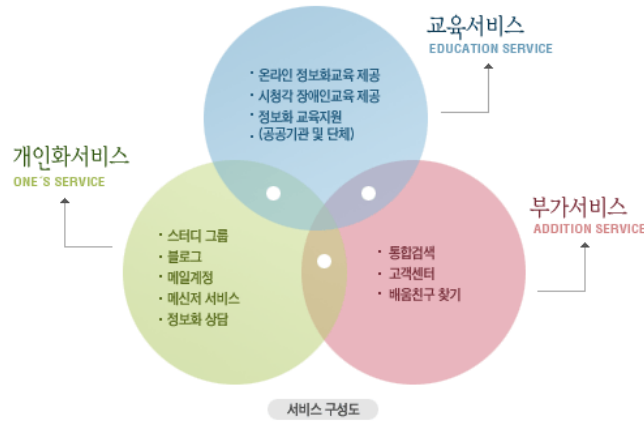 교육서비스
EDUCATION SERVICE
· 온라인 정보화교육 제공
· 시청각 장애인교육 제공
· 정보화 교육지원
· (공공기관 및 단체)
개인화서비스
ONE´S SERVICE
· 스터디 그룹
· 블로그
· 메일계정
· 메신저 서비스
· 정보화 상담
부가서비스
ADDITION SERVICE
· 통합검색
· 고객센터
· 배움친구 찾기
서비스 구성도